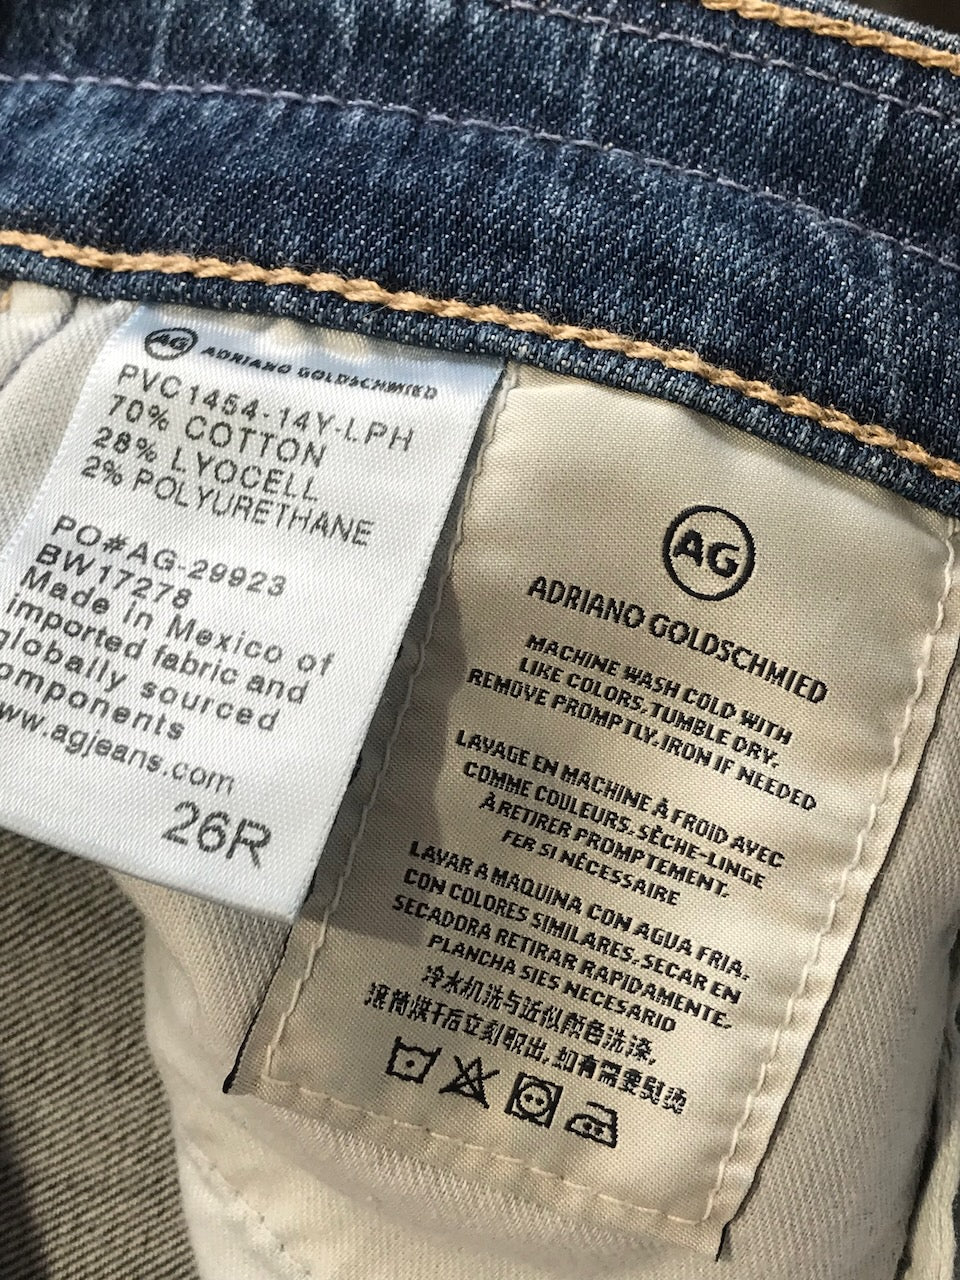 AG ADRIANO GOLDSCHMIED
PVC1454-14Y-LPH
70% COTTON
28% LYOCELL
2% POLYURETHANE
PO#AG-29923
BW17278
Made in Mexico of
imported fabric and
globally sourced
omponents
ww.agjeans.com
26R
AG
ADRIANO GOLDSCHMIED
MACHINE WASH COLD WITH
LIKE COLORS. TUMBLE DRY.
REMOVE PROMPTLY. IRON IF NEEDED
LAVAGE EN MACHINE À FROID AVEC
COMME COULEURS. SÈCHE-LINGE
À RETIRER PROMPTEMENT.
FER SI NÉCESSAIRE
LAVAR A MAQUINA CON AGUA FRIA.
CON COLORES SIMILARES. SECAR EN
SECADORA RETIRAR RAPIDAMENTE.
PLANCHA SIES NECESARIO
冷水机洗与近似颜色洗涤,
滚筒烘干后立刻取出, 如有需要熨烫